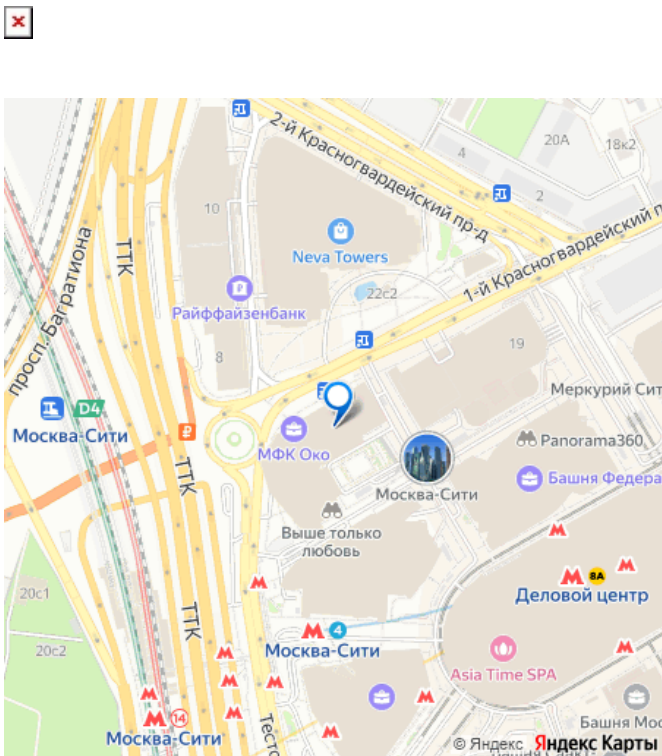 2-й Красногвардейский пр-д
20А
18к2
4
2
10
Neva Towers
1-й Красногвардейский п
22с2
Райффайзенбанк
ТТК
просп. Багратиона
8
19
D4
Москва-Сити
₽
Меркурий Сит
МФК Око
Panorama360
Башня Федера
ТТК
Москва-Сити
Выше только
любовь
8А
Деловой центр
20с1
ТТК
4
Москва-Сити
20с2
Asia Time SPA
14
Москва-Сити
Тесто
Башня Мос
© Яндекс Яндекс Карты